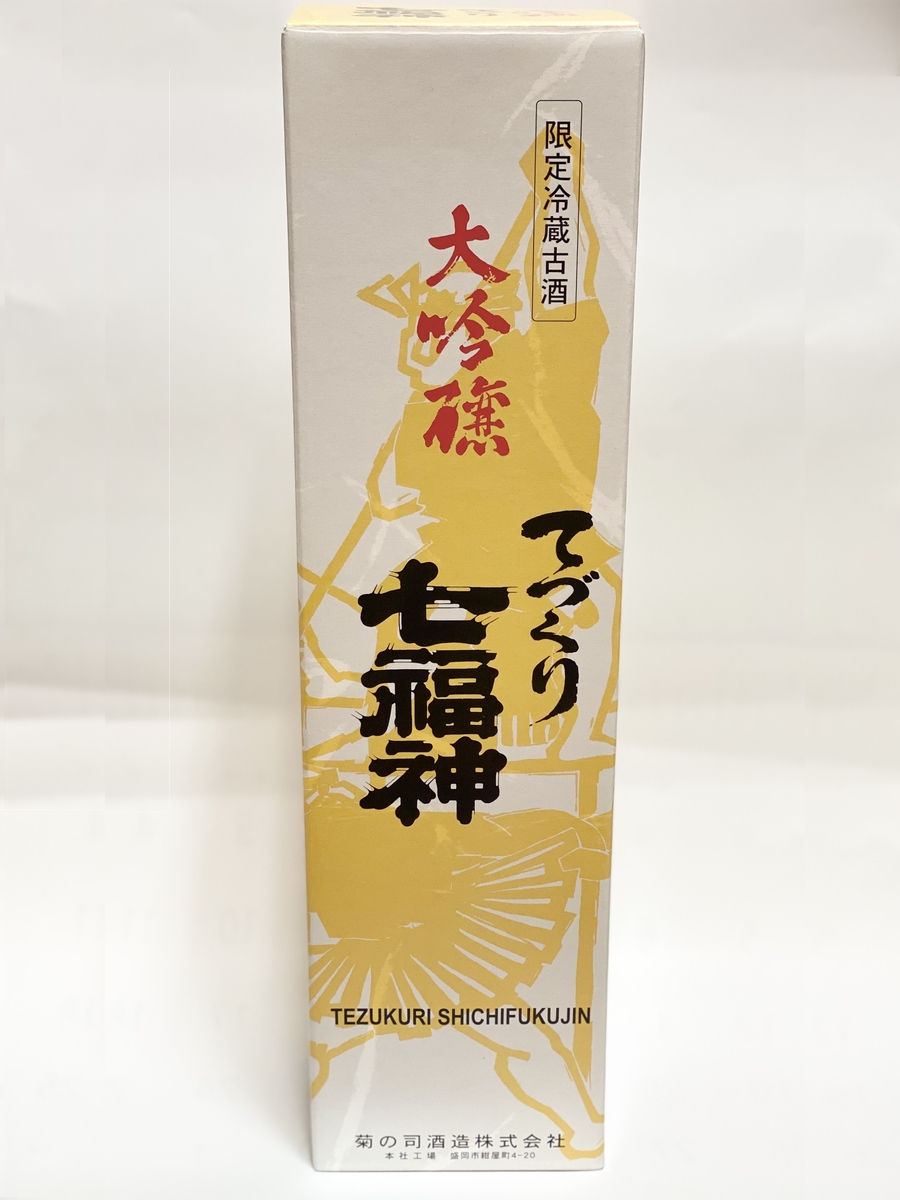 限定冷蔵古酒
大吟醸
てづくり
七福神
TEZUKURI SHICHIFUKUJIN
菊の司酒造株式会社
本社工場 盛岡市紺屋町4-20